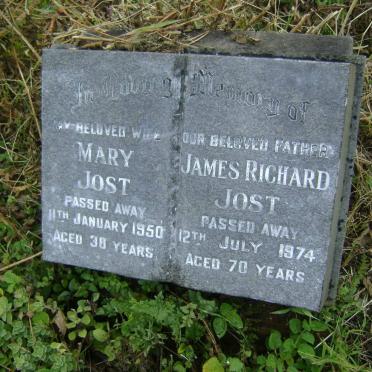 In Loving Memory of
MY BELOVED WIFE
MARY
JOST
PASSED AWAY
11TH JANUARY 1950
AGED 38 YEARS
OUR BELOVED FATHER
JAMES RICHARD
JOST
PASSED AWAY
12TH JULY 1974
AGED 70 YEARS